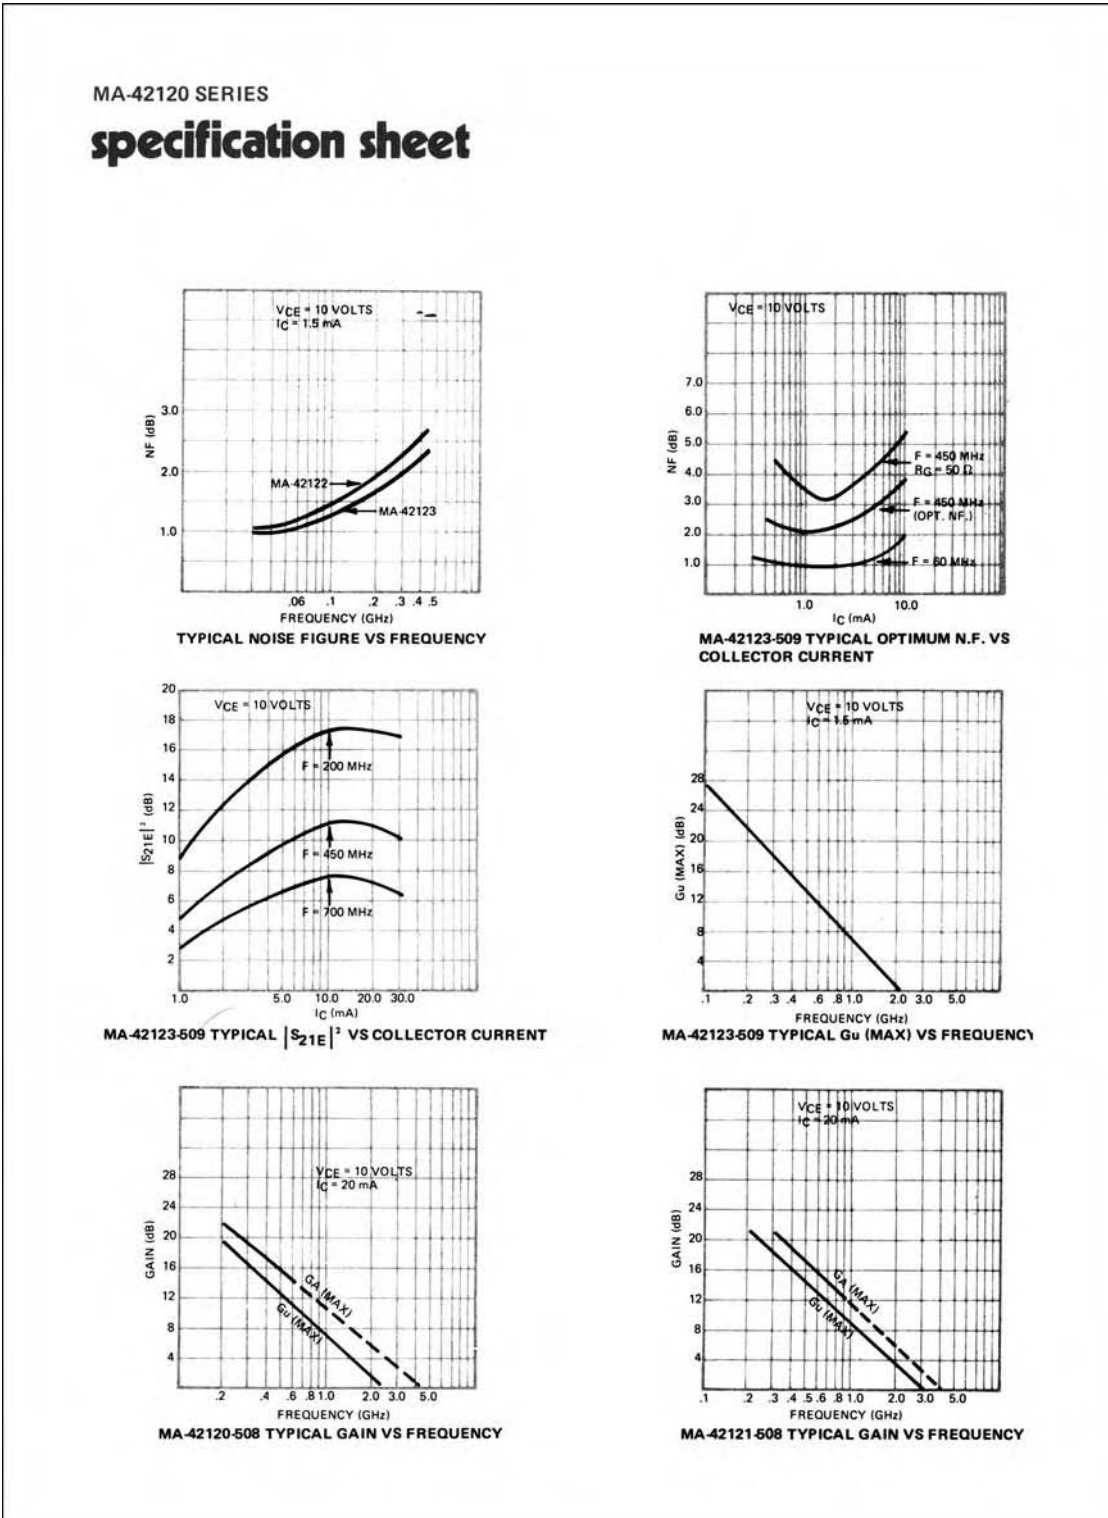 MA-42120 SERIES
specification sheet
VCE = 10 VOLTS
IC = 1.5 mA
NF (dB)
3.0
2.0
1.0
MA-42122
MA-42123
.06 .1 .2 .3 .4 .5
FREQUENCY (GHz)
TYPICAL NOISE FIGURE VS FREQUENCY
VCE = 10 VOLTS
NF (dB)
7.0
6.0
5.0
4.0
3.0
2.0
1.0
F = 450 MHz
RG = 50 Ω
F = 450 MHz
(OPT. NF.)
F = 60 MHz
1.0 10.0
IC (mA)
MA-42123-509 TYPICAL OPTIMUM N.F. VS
COLLECTOR CURRENT
VCE = 10 VOLTS
|S21E|² (dB)
20
18
16
14
12
10
8
6
4
2
F = 200 MHz
F = 450 MHz
F = 700 MHz
1.0 5.0 10.0 20.0 30.0
IC (mA)
MA-42123-509 TYPICAL |S21E|² VS COLLECTOR CURRENT
VCE = 10 VOLTS
IC = 1.5 mA
Gu (MAX) (dB)
28
24
20
16
12
8
4
.1 .2 .3 .4 .6 .8 1.0 2.0 3.0 5.0
FREQUENCY (GHz)
MA-42123-509 TYPICAL Gu (MAX) VS FREQUENCY
VCE = 10 VOLTS
IC = 20 mA
GAIN (dB)
28
24
20
16
12
8
4
GA (MAX)
Gu (MAX)
.2 .4 .6 .8 1.0 2.0 3.0 5.0
FREQUENCY (GHz)
MA-42120-508 TYPICAL GAIN VS FREQUENCY
VCE = 10 VOLTS
IC = 20 mA
GAIN (dB)
28
24
20
16
12
8
4
GA (MAX)
Gu (MAX)
.1 .2 .3 .4 .5 .6 .8 1.0 2.0 3.0 5.0
FREQUENCY (GHz)
MA-42121-508 TYPICAL GAIN VS FREQUENCY